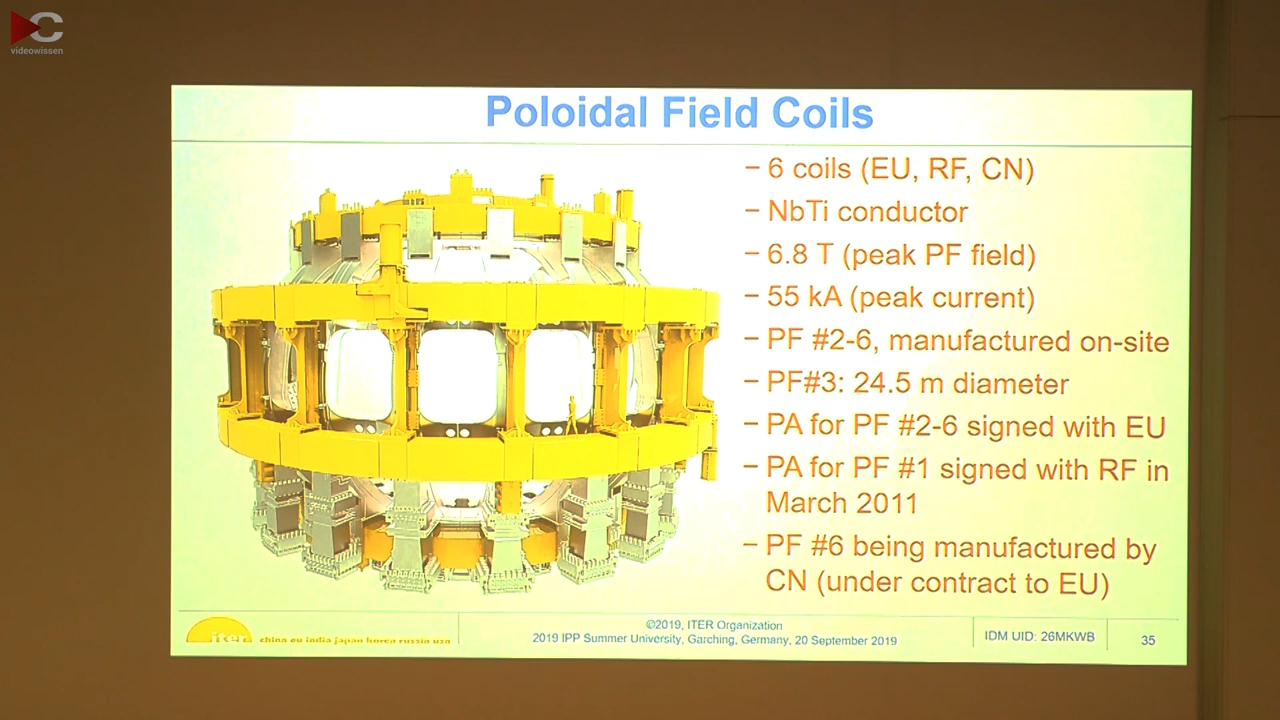 videowissen
Poloidal Field Coils
– 6 coils (EU, RF, CN)
– NbTi conductor
– 6.8 T (peak PF field)
– 55 kA (peak current)
– PF #2-6, manufactured on-site
– PF#3: 24.5 m diameter
– PA for PF #2-6 signed with EU
– PA for PF #1 signed with RF in
March 2011
– PF #6 being manufactured by
CN (under contract to EU)
iter
china eu india japan korea russia usa
©2019, ITER Organization
2019 IPP Summer University, Garching, Germany, 20 September 2019
IDM UID: 26MKWB
35